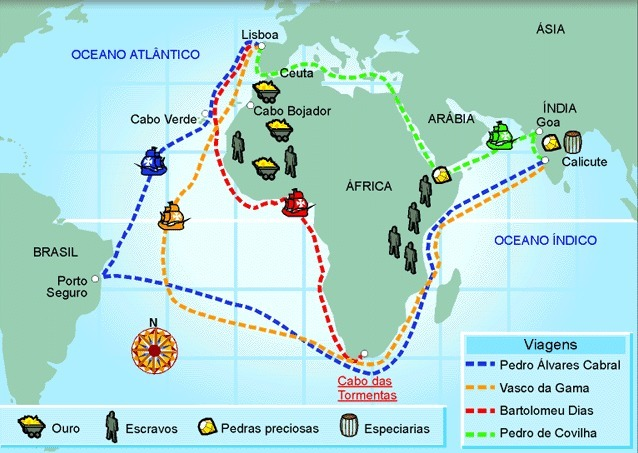 Lisboa
ÁSIA
OCEANO ATLÂNTICO
Ceuta
Cabo Verde
Cabo Bojador
ARÁBIA
ÍNDIA
Goa
Calicute
ÁFRICA
BRASIL
OCEANO ÍNDICO
Porto
Seguro
N
Cabo das
Tormentas
Viagens
Pedro Álvares Cabral
Vasco da Gama
Bartolomeu Dias
Pedro de Covilha
Ouro
Escravos
Pedras preciosas
Especiarias